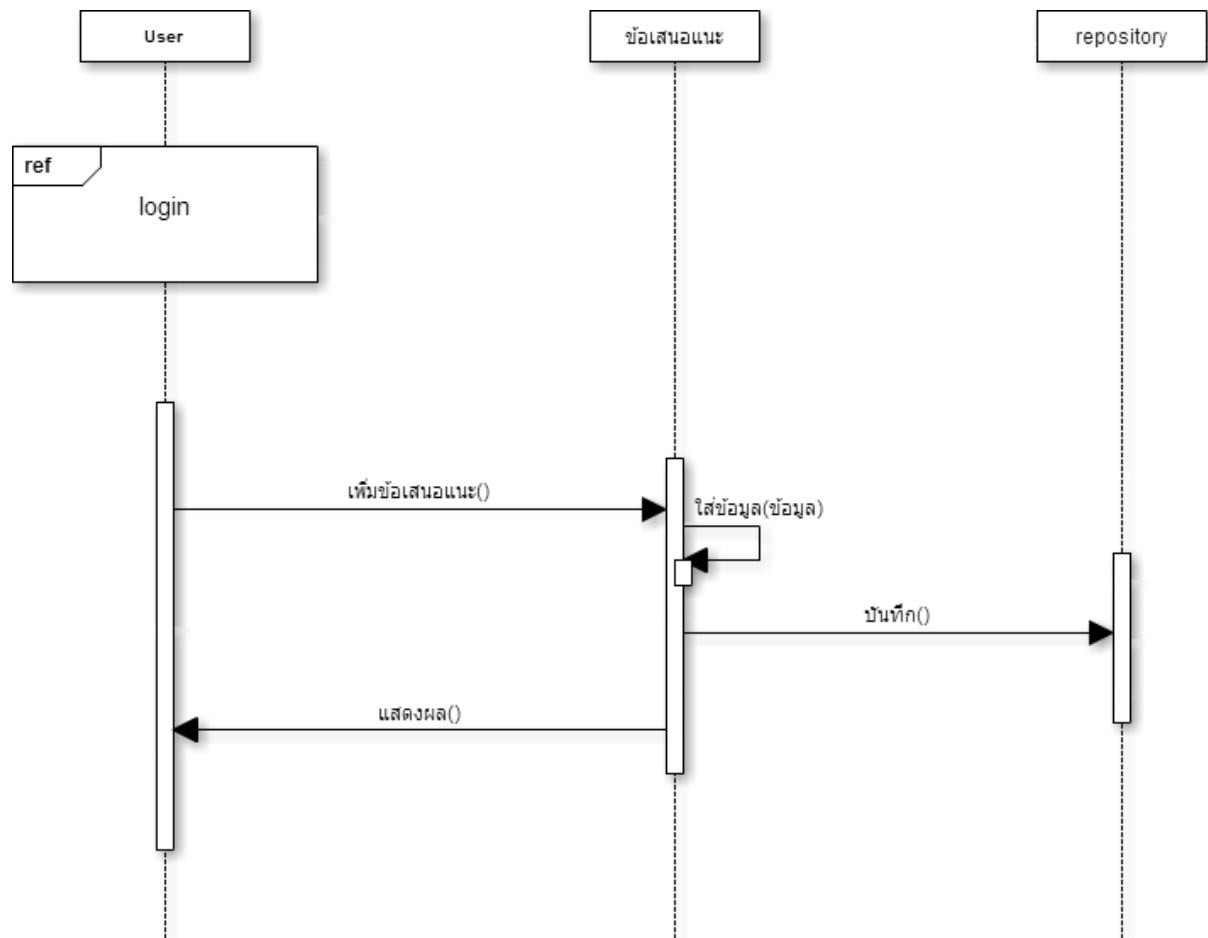 User
ข้อเสนอแนะ
repository
ref
login
เพิ่มข้อเสนอแนะ()
ใส่ข้อมูล(ข้อมูล)
บันทึก()
แสดงผล()